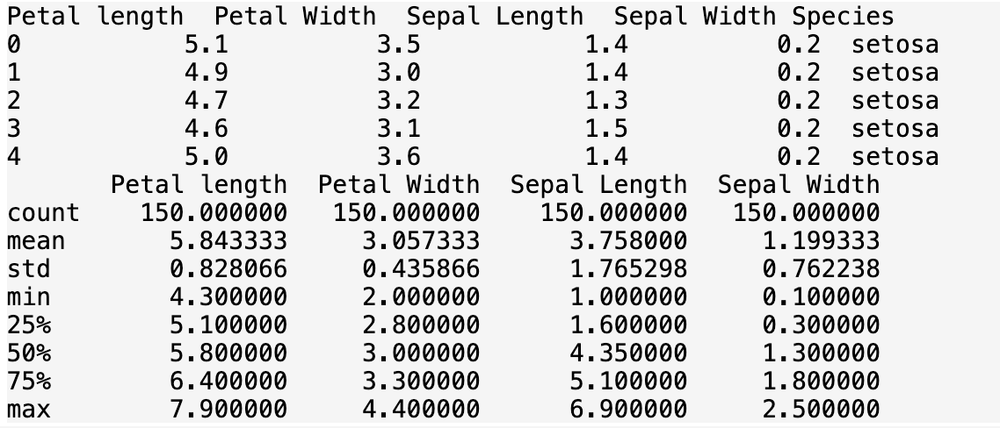 Petal length  Petal Width  Sepal Length  Sepal Width Species
0           5.1          3.5           1.4          0.2  setosa
1           4.9          3.0           1.4          0.2  setosa
2           4.7          3.2           1.3          0.2  setosa
3           4.6          3.1           1.5          0.2  setosa
4           5.0          3.6           1.4          0.2  setosa
       Petal length  Petal Width  Sepal Length  Sepal Width
count    150.000000   150.000000    150.000000   150.000000
mean       5.843333     3.057333      3.758000     1.199333
std        0.828066     0.435866      1.765298     0.762238
min        4.300000     2.000000      1.000000     0.100000
25%        5.100000     2.800000      1.600000     0.300000
50%        5.800000     3.000000      4.350000     1.300000
75%        6.400000     3.300000      5.100000     1.800000
max        7.900000     4.400000      6.900000     2.500000